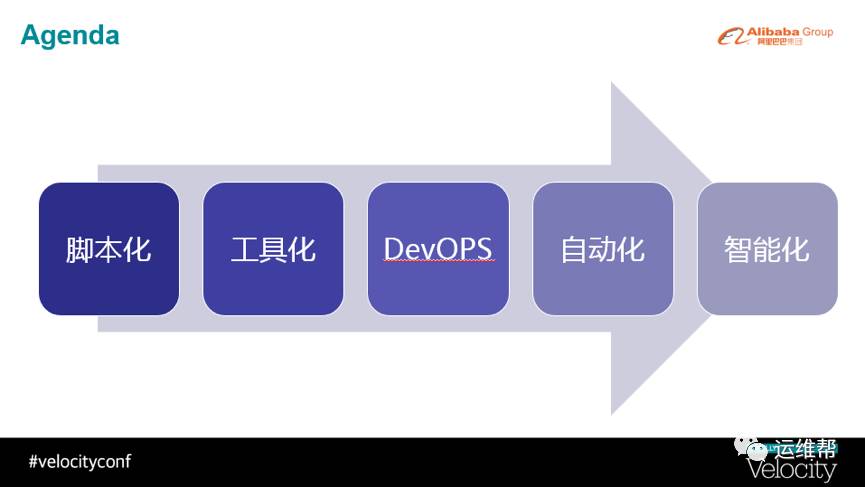 Agenda
Alibaba Group
阿里巴巴集团
脚本化
工具化
DevOPS
自动化
智能化
#velocityconf
运维帮
Velocity